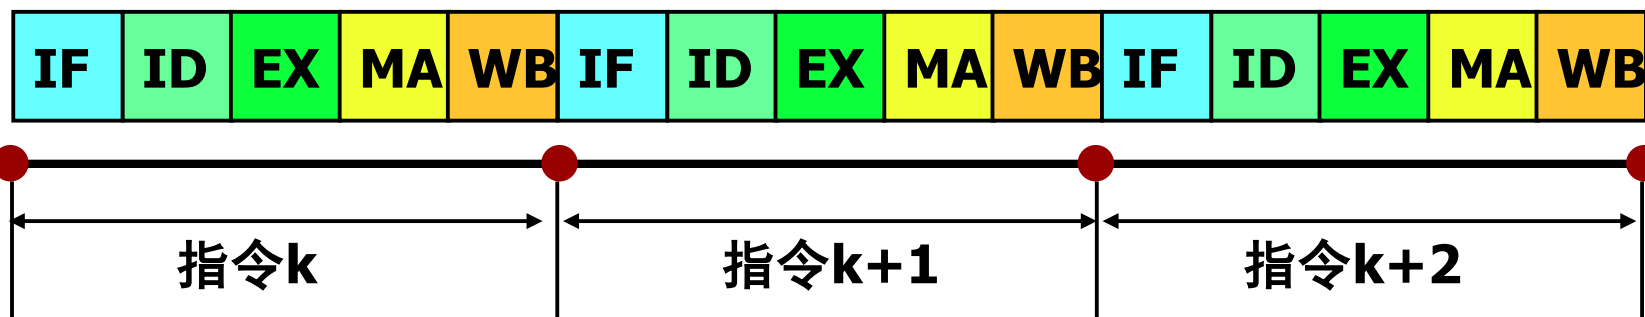 IF ID EX MA WB IF ID EX MA WB IF ID EX MA WB
指令k 指令k+1 指令k+2